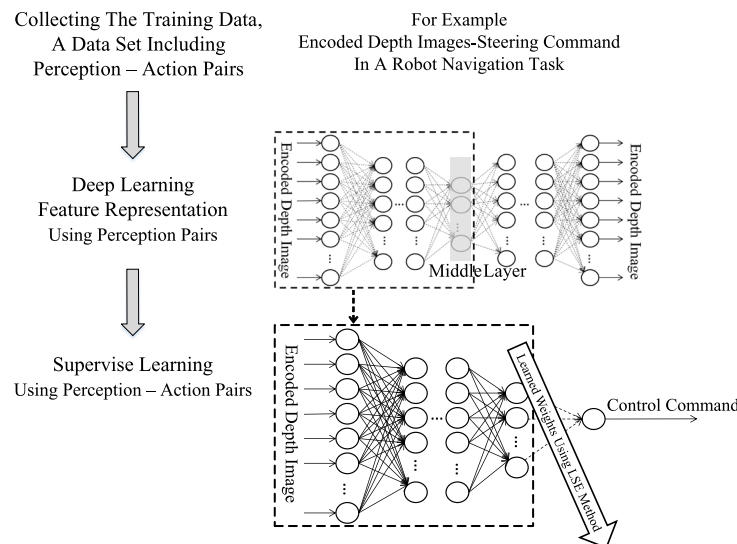 Collecting The Training Data,
A Data Set Including
Perception – Action Pairs
For Example
Encoded Depth Images-Steering Command
In A Robot Navigation Task
Deep Learning
Feature Representation
Using Perception Pairs
Encoded Depth Image
MiddleLayer
Encoded Depth Image
Supervise Learning
Using Perception – Action Pairs
Encoded Depth Image
Learned Weights Using LSE Method
Control Command